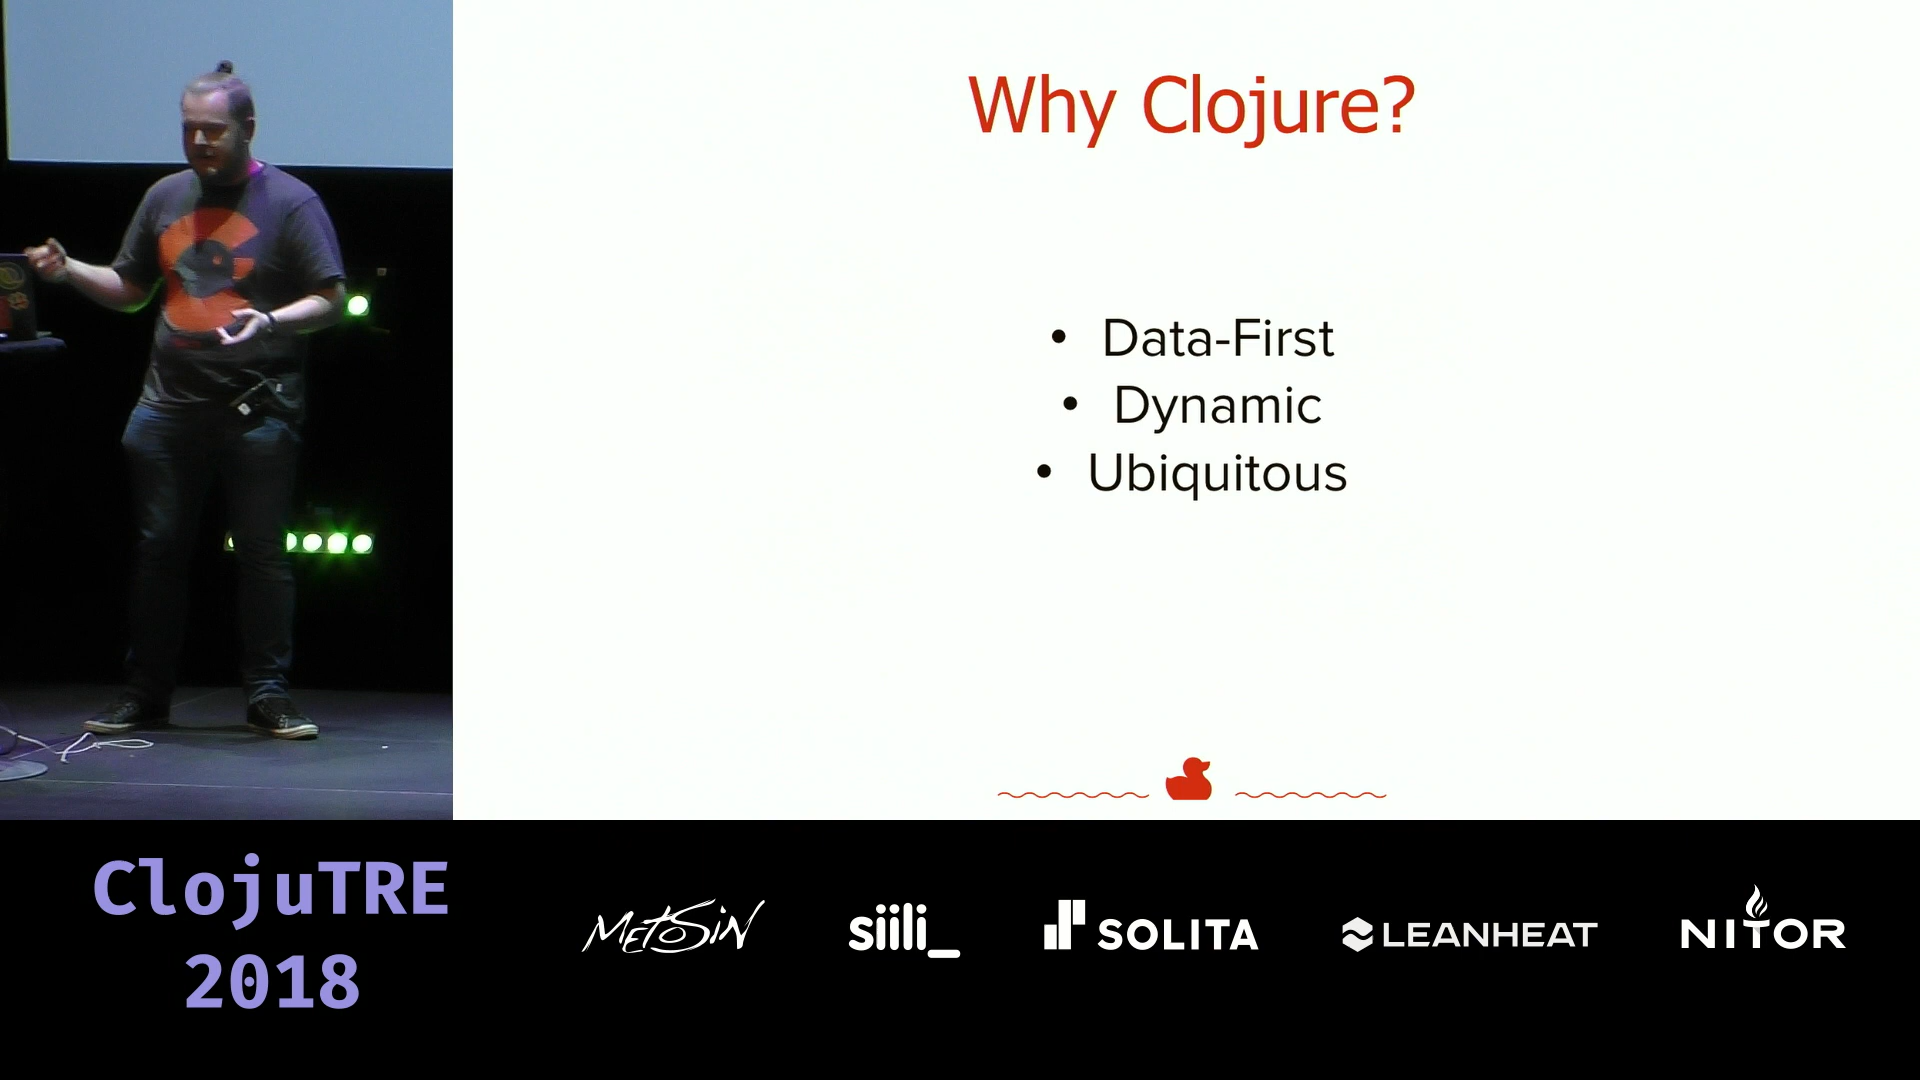 Why Clojure?
• Data-First
• Dynamic
• Ubiquitous
ClojuTRE
2018
METOSIN
siili_
SOLITA
LEANHEAT
NITOR